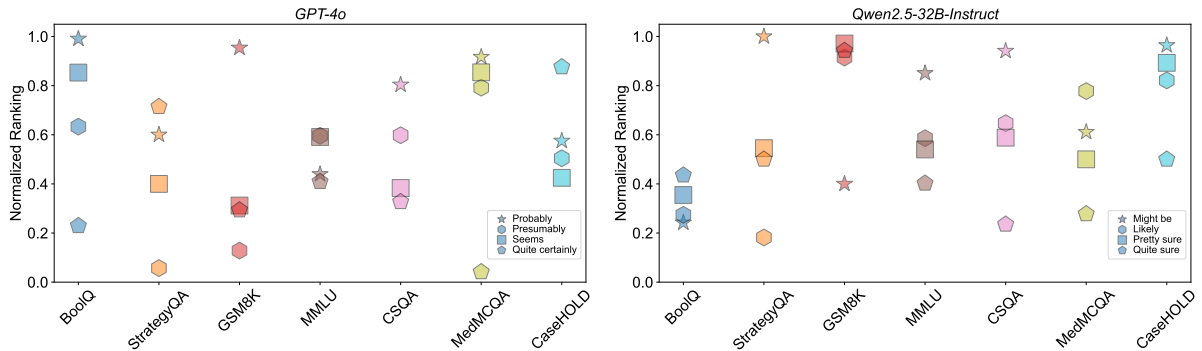 GPT-4o
Normalized Ranking
1.0
0.8
0.6
0.4
0.2
0.0
Probably
Presumably
Seems
Quite certainly
BoolQ
StrategyQA
GSM8K
MMLU
CSQA
MedMCQA
CaseHOLD
Qwen2.5-32B-Instruct
Normalized Ranking
1.0
0.8
0.6
0.4
0.2
0.0
Might be
Likely
Pretty sure
Quite sure
BoolQ
StrategyQA
GSM8K
MMLU
CSQA
MedMCQA
CaseHOLD